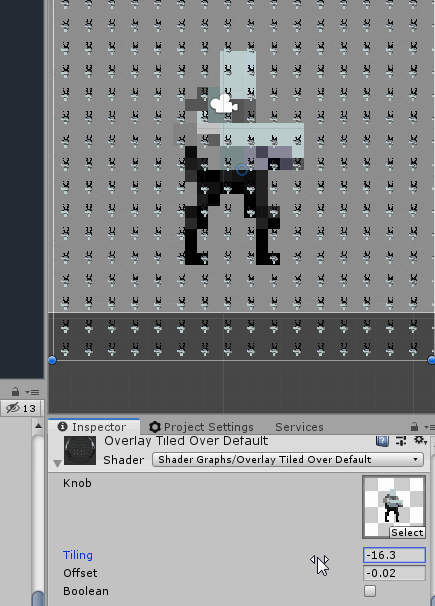 13
Inspector Project Settings Services
Overlay Tiled Over Default
Shader Shader Graphs/Overlay Tiled Over Default
Knob
Select
Tiling -16.3
Offset -0.02
Boolean